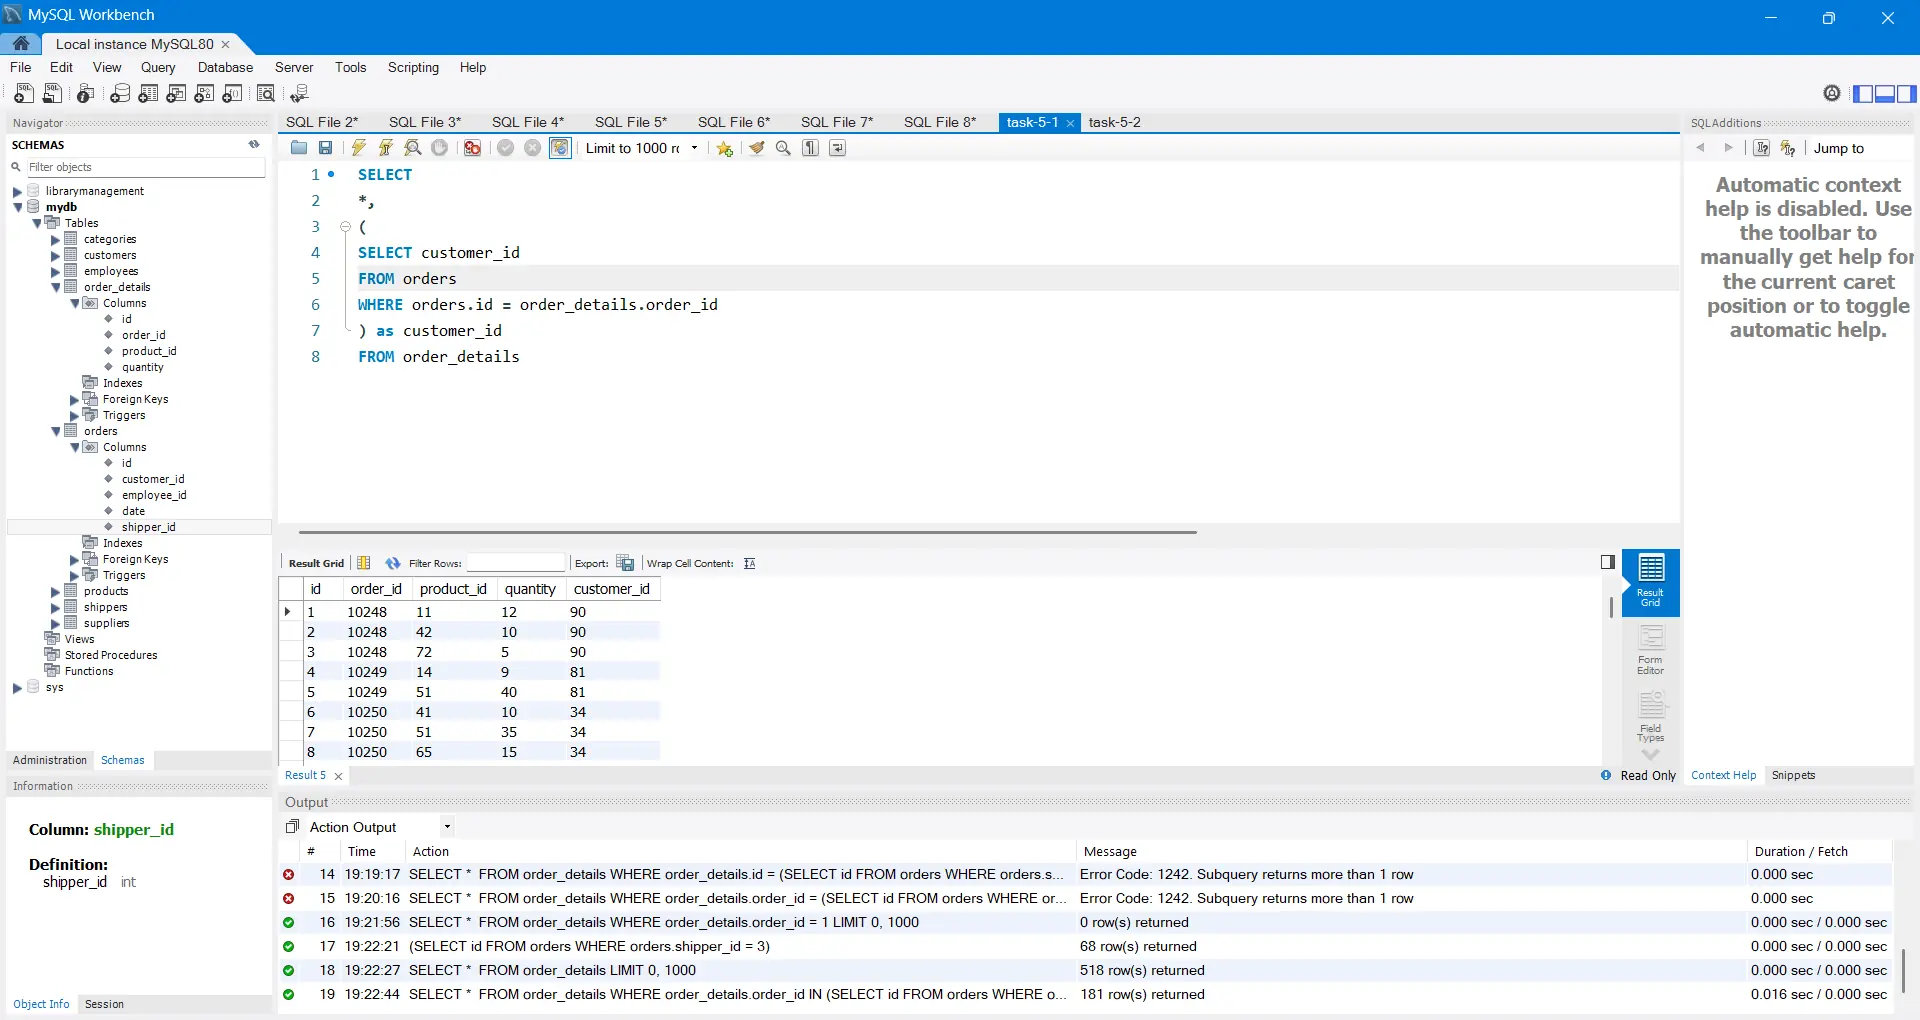 MySQL Workbench
Local instance MySQL80
File Edit View Query Database Server Tools Scripting Help
Navigator
SCHEMAS
Filter objects
librarymanagement
mydb
Tables
categories
customers
employees
order_details
Columns
id
order_id
product_id
quantity
Indexes
Foreign Keys
Triggers
orders
Columns
id
customer_id
employee_id
date
shipper_id
Indexes
Foreign Keys
Triggers
products
shippers
suppliers
Views
Stored Procedures
Functions
sys
Administration Schemas
Information
Column: shipper_id
Definition:
shipper_id int
Object Info Session
SQL File 2* SQL File 3* SQL File 4* SQL File 5* SQL File 6* SQL File 7* SQL File 8* task-5-1 task-5-2
Limit to 1000 rc
1 SELECT
2 *,
3 (
4 SELECT customer_id
5 FROM orders
6 WHERE orders.id = order_details.order_id
7 ) as customer_id
8 FROM order_details
Result Grid Filter Rows: Export: Wrap Cell Content:
id order_id product_id quantity customer_id
1 10248 11 12 90
2 10248 42 10 90
3 10248 72 5 90
4 10249 14 9 81
5 10249 51 40 81
6 10250 41 10 34
7 10250 51 35 34
8 10250 65 15 34
Result Grid
Form Editor
Field Types
Result 5
Read Only
SQLAdditions
Jump to
Automatic context
help is disabled. Use
the toolbar to
manually get help for
the current caret
position or to toggle
automatic help.
Context Help Snippets
Output
Action Output
# Time Action Message Duration / Fetch
14 19:19:17 SELECT * FROM order_details WHERE order_details.id = (SELECT id FROM orders WHERE orders.s... Error Code: 1242. Subquery returns more than 1 row 0.000 sec
15 19:20:16 SELECT * FROM order_details WHERE order_details.order_id = (SELECT id FROM orders WHERE or... Error Code: 1242. Subquery returns more than 1 row 0.000 sec
16 19:21:56 SELECT * FROM order_details WHERE order_details.order_id = 1 LIMIT 0, 1000 0 row(s) returned 0.000 sec / 0.000 sec
17 19:22:21 (SELECT id FROM orders WHERE orders.shipper_id = 3) 68 row(s) returned 0.000 sec / 0.000 sec
18 19:22:27 SELECT * FROM order_details LIMIT 0, 1000 518 row(s) returned 0.000 sec / 0.000 sec
19 19:22:44 SELECT * FROM order_details WHERE order_details.order_id IN (SELECT id FROM orders WHERE o... 181 row(s) returned 0.016 sec / 0.000 sec